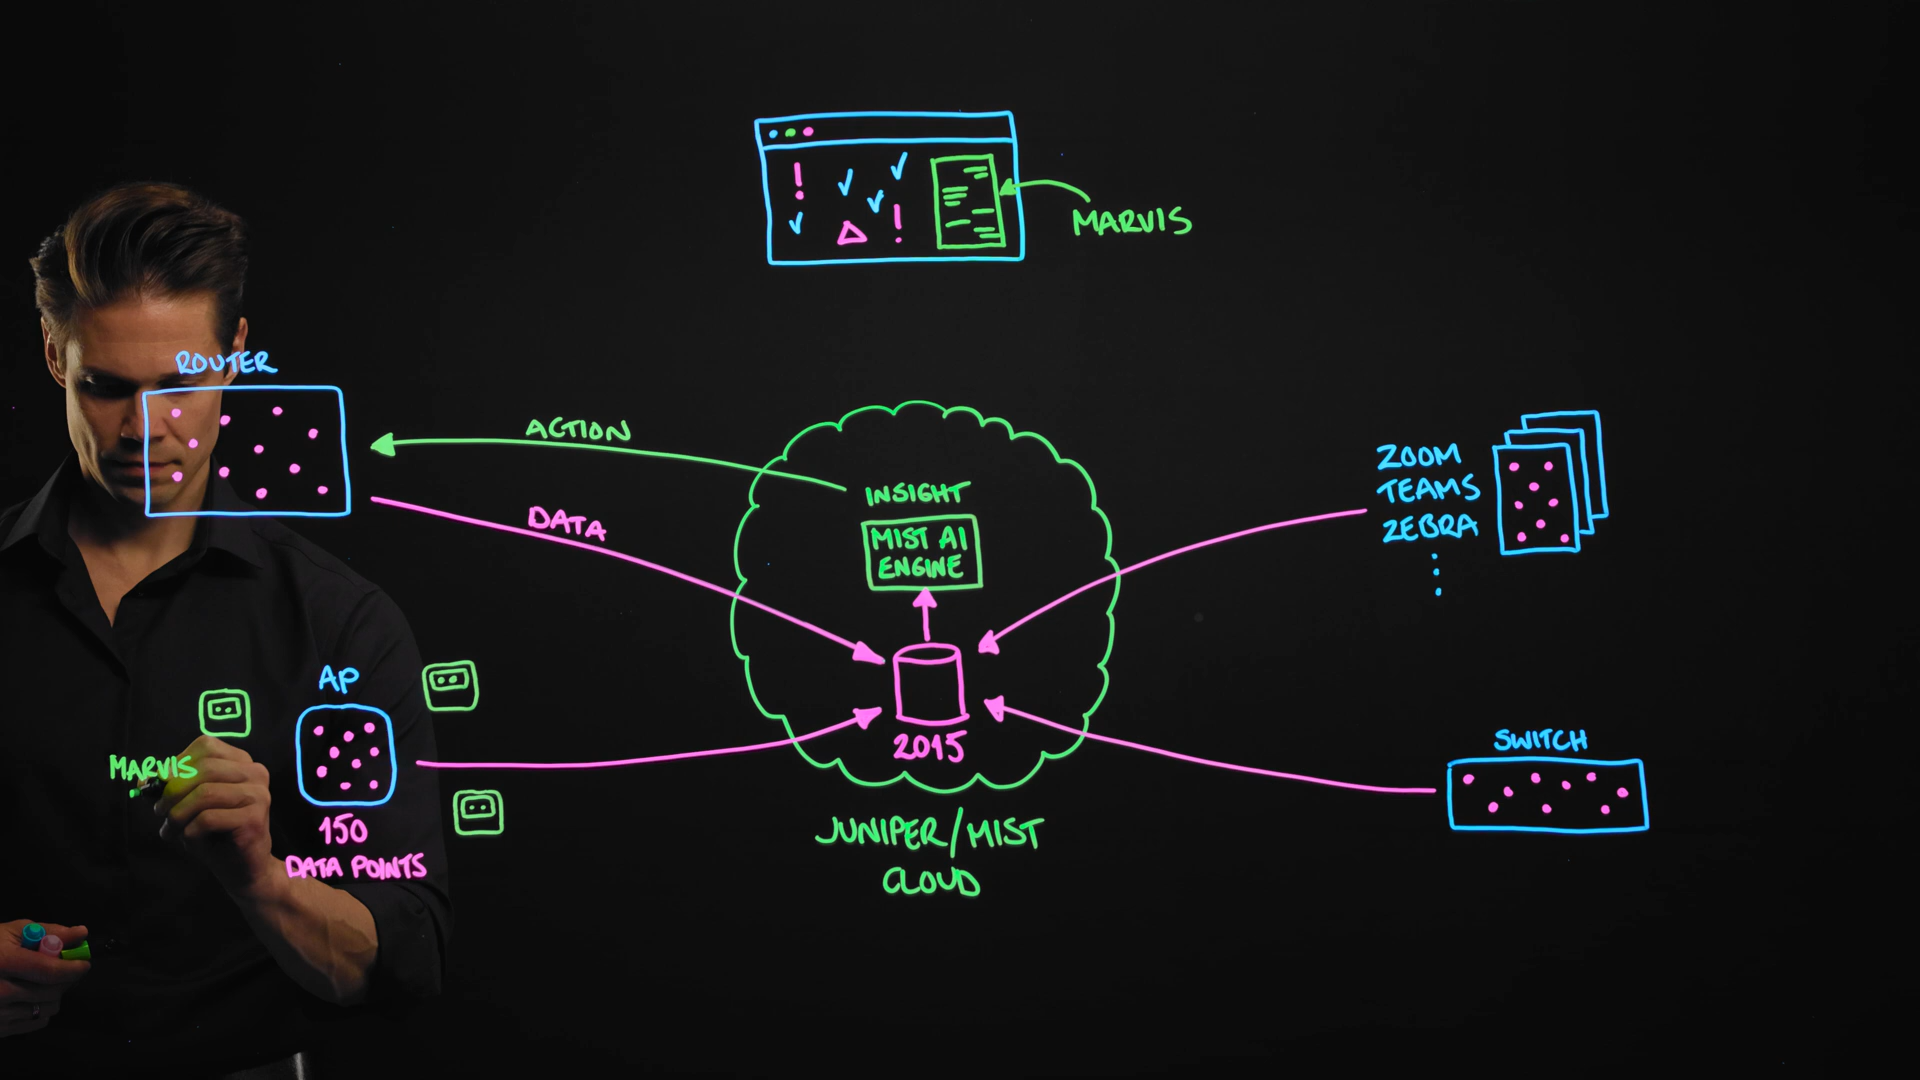 MARVIS
ROUTER
ACTION
DATA
INSIGHT
MIST AI
ENGINE
2015
JUNIPER/MIST
CLOUD
ZOOM
TEAMS
ZEBRA
AP
MARVIS
150
DATA POINTS
SWITCH